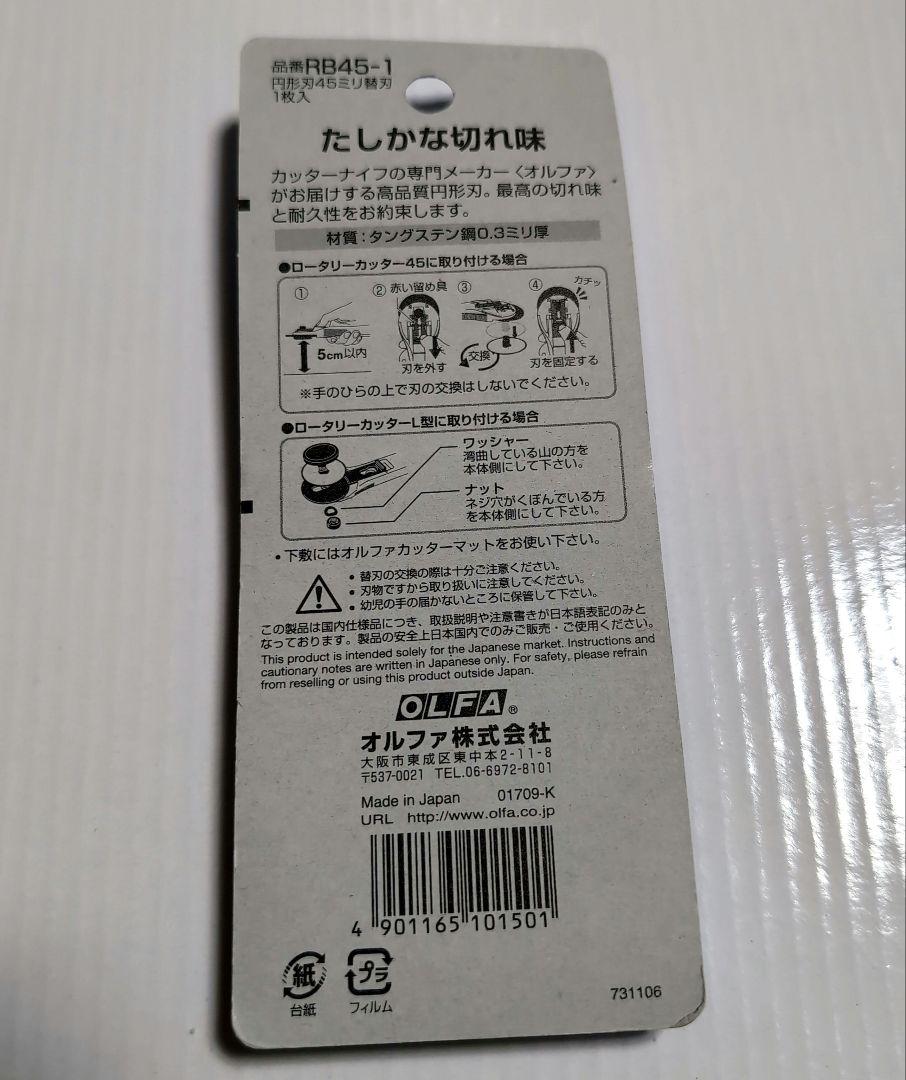 品番RB45-1
円形刃45ミリ替刃
1枚入
たしかな切れ味
カッターナイフの専門メーカー〈オルファ〉
がお届けする高品質円形刃。最高の切れ味
と耐久性をお約束します。
材質：タングステン鋼0.3ミリ厚
●ロータリーカッター45に取り付ける場合
① ② 赤い留め具 ③ ④ カチッ
5cm以内
刃を外す
交換
刃を固定する
※手のひらの上で刃の交換はしないでください。
●ロータリーカッターL型に取り付ける場合
ワッシャー
湾曲している山の方を
本体側にして下さい。
ナット
ネジ穴がくぼんでいる方
を本体側にして下さい。
・下敷にはオルファカッターマットをお使い下さい。
• 替刃の交換の際は十分ご注意ください。
• 刃物ですから取り扱いに注意してください。
• 幼児の手の届かないところに保管して下さい。
この製品は国内仕様品につき、取扱説明や注意書きが日本語表記のみと
なっております。製品の安全上日本国内でのみご販売・ご使用ください。
This product is intended solely for the Japanese market. Instructions and
cautionary notes are written in Japanese only. For safety, please refrain
from reselling or using this product outside Japan.
OLFA®
オルファ株式会社
大阪市東成区東中本2-11-8
〒537-0021 TEL.06-6972-8101
Made in Japan 01709-K
URL http://www.olfa.co.jp
4 901165 101501
紙 プラ
台紙 フィルム
731106